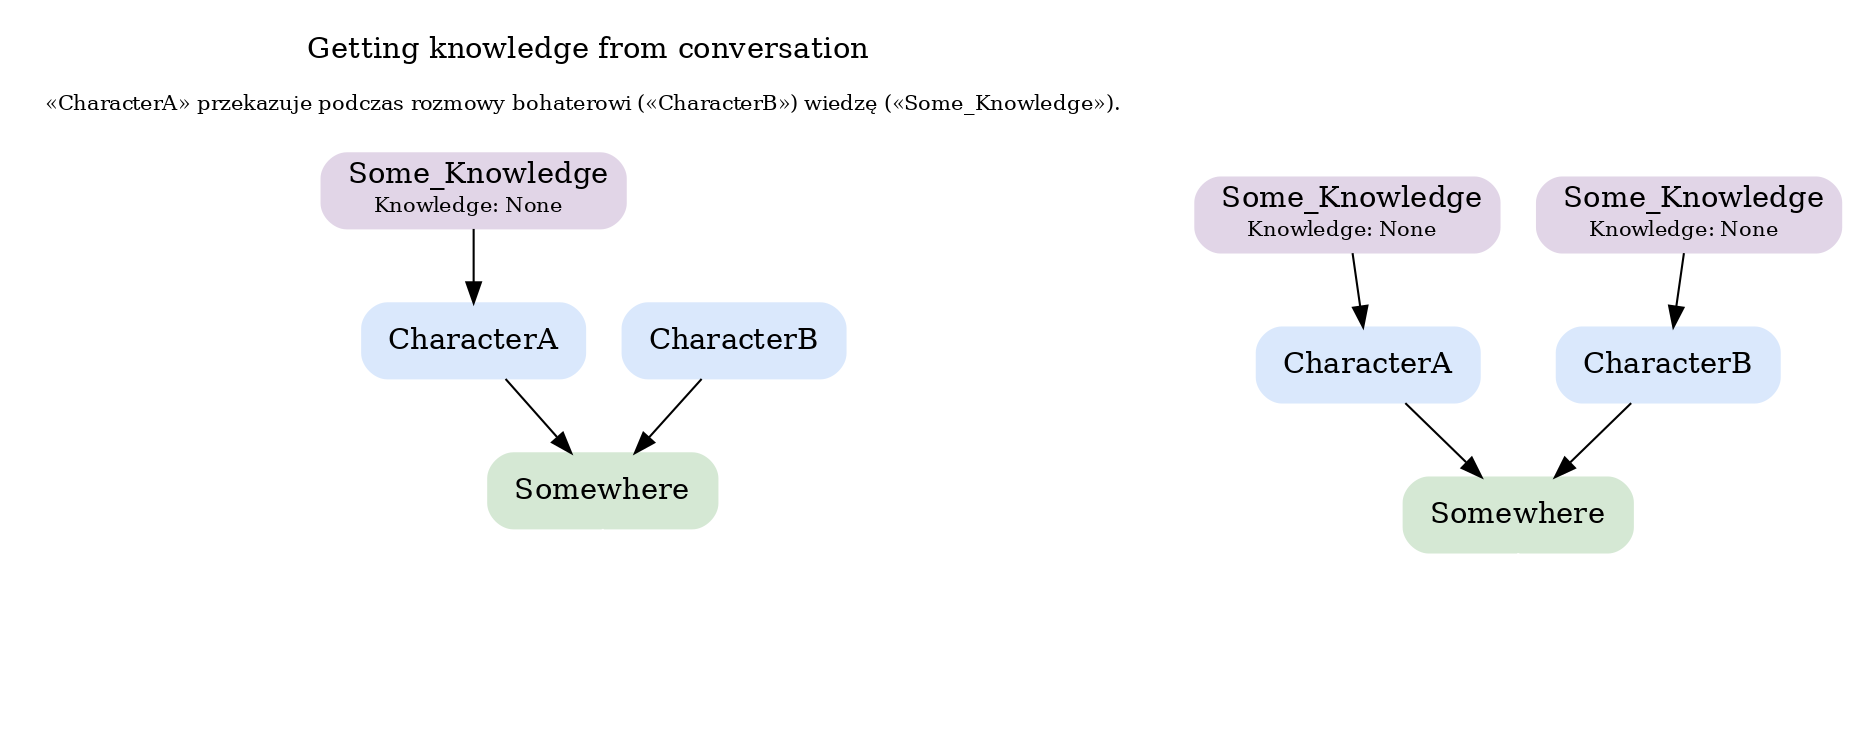 Getting knowledge from conversation
«CharacterA» przekazuje podczas rozmowy bohaterowi («CharacterB») wiedzę («Some_Knowledge»).
Some_Knowledge
Knowledge: None
CharacterA
CharacterB
Somewhere
Some_Knowledge
Knowledge: None
Some_Knowledge
Knowledge: None
CharacterA
CharacterB
Somewhere